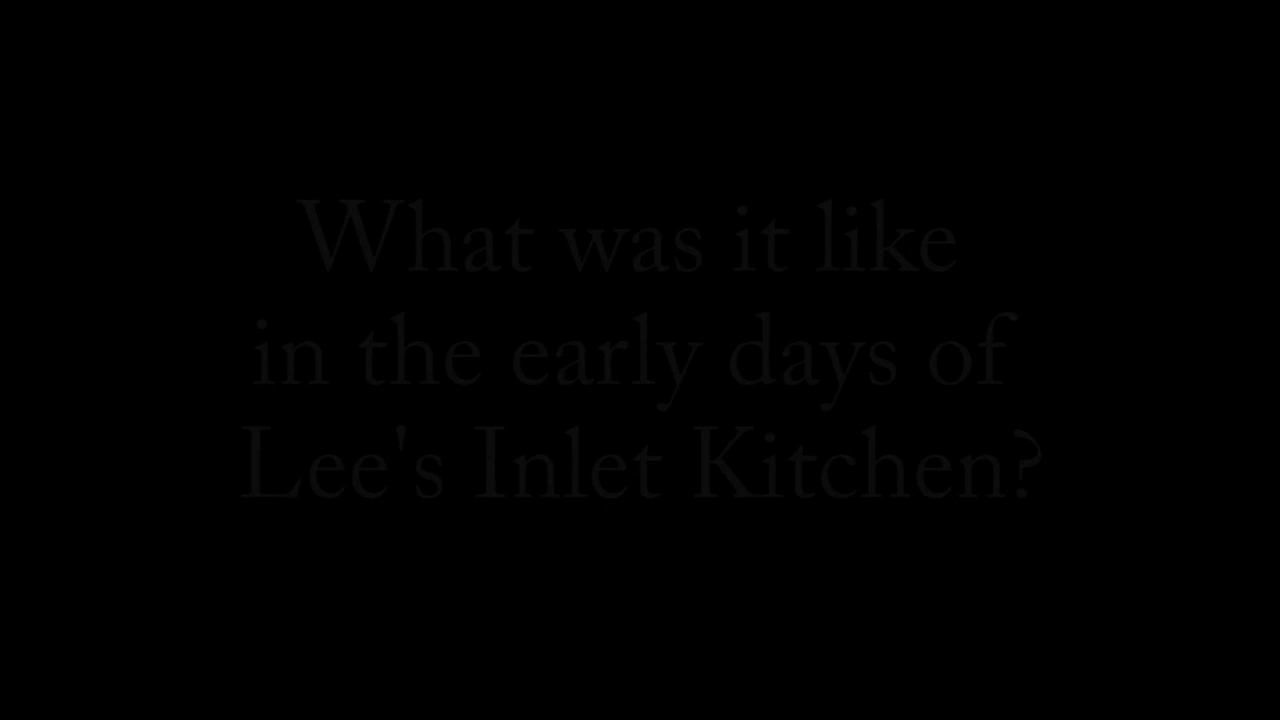 What was it like
in the early days of
Lee's Inlet Kitchen?